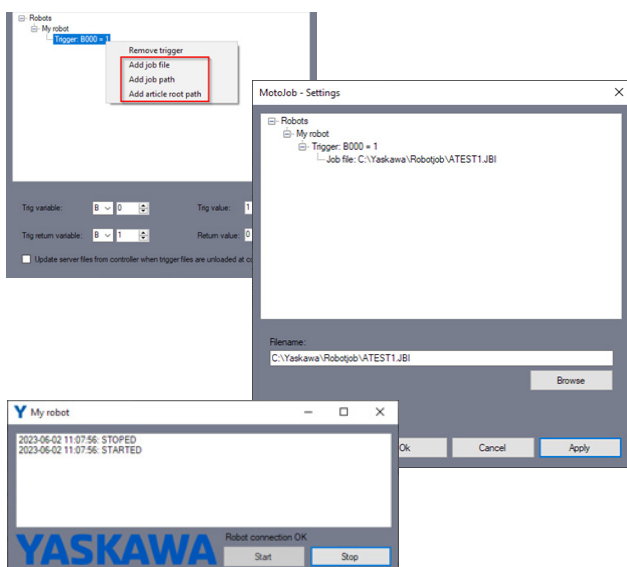 Robots
My robot
Trigger: B000 = 1
Remove trigger
Add job file
Add job path
Add article root path
Trig variable: B 0 Trig value: 1
Trig return variable: B 1 Return value: 0
Update server files from controller when trigger files are unloaded at
MotoJob - Settings
Robots
My robot
Trigger: B000 = 1
Job file: C:\Yaskawa\Robotjob\ATEST1.JBI
Filename:
C:\Yaskawa\Robotjob\ATEST1.JBI
Browse
Ok Cancel Apply
Y My robot
2023-06-02 11:07:56: STOPED
2023-06-02 11:07:56: STARTED
YASKAWA
Robot connection OK
Start Stop